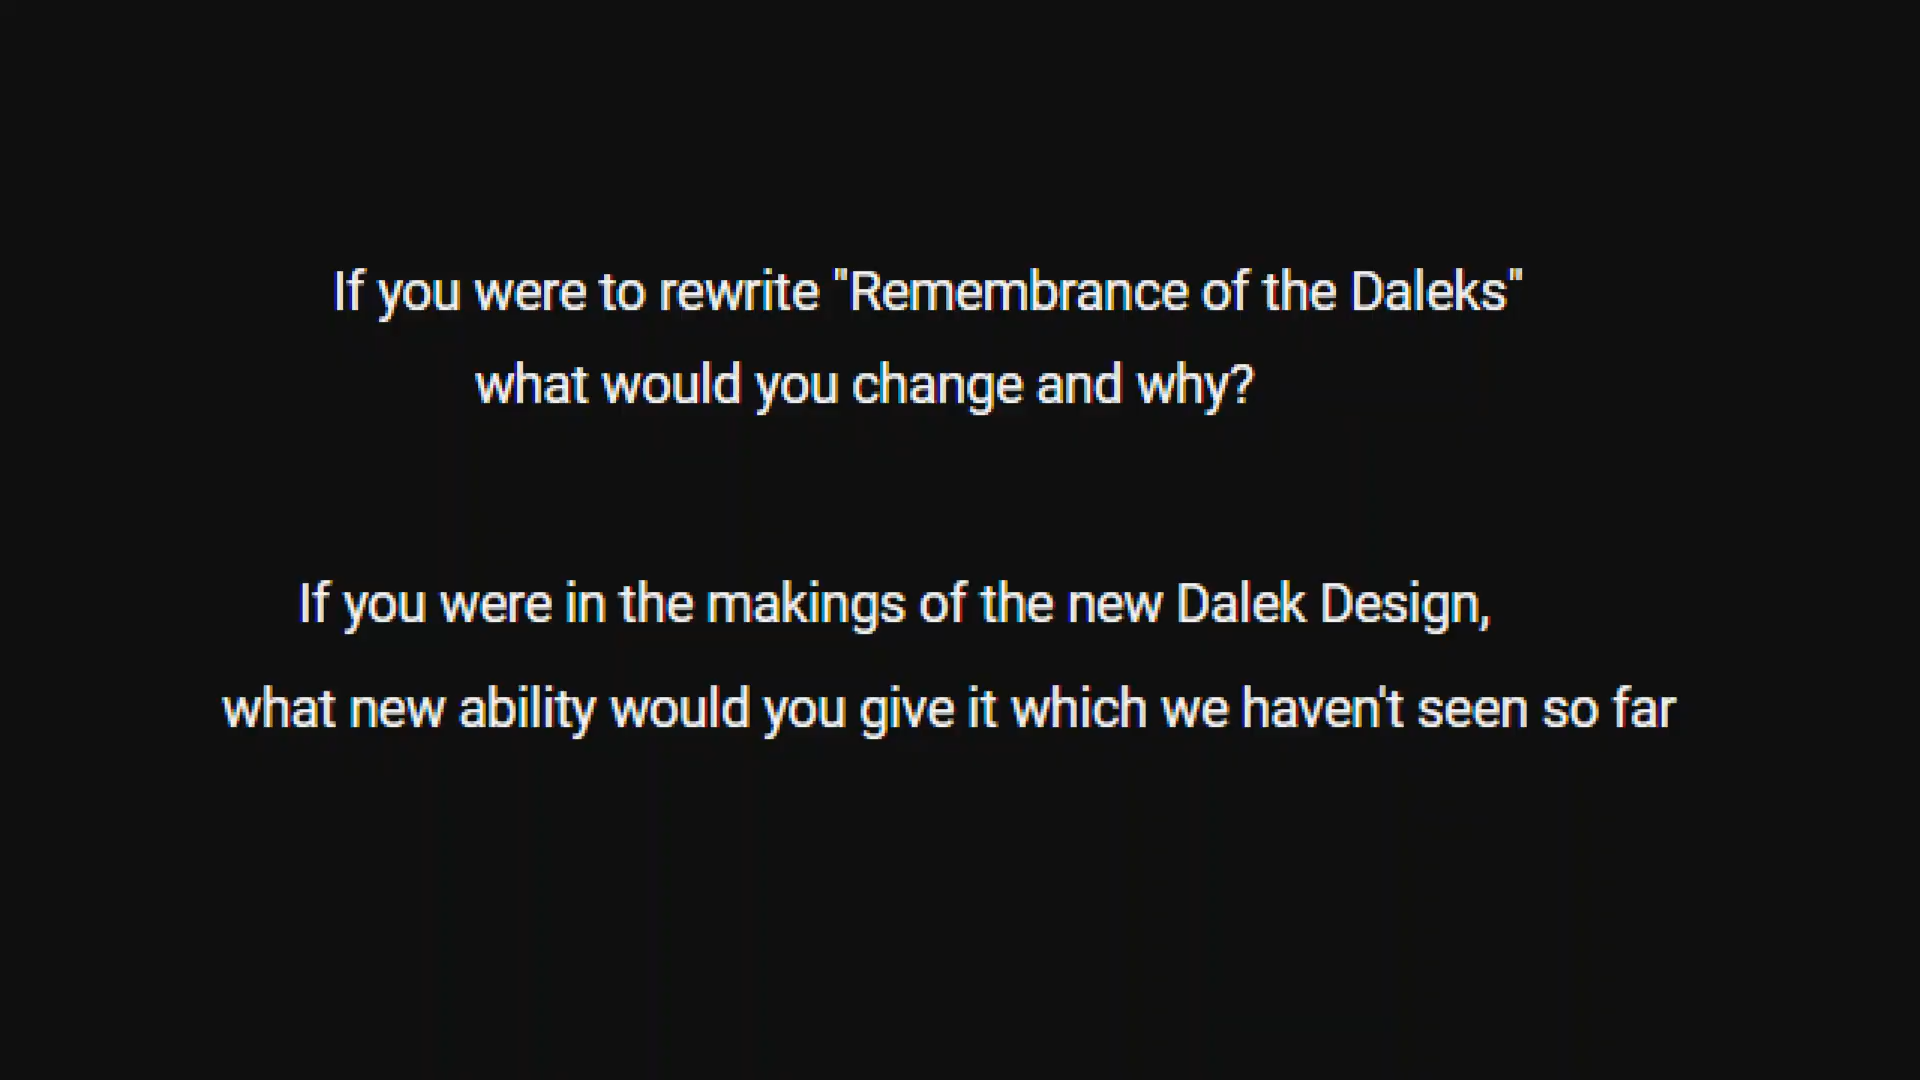 If you were to rewrite "Remembrance of the Daleks"
what would you change and why?
If you were in the makings of the new Dalek Design,
what new ability would you give it which we haven't seen so far